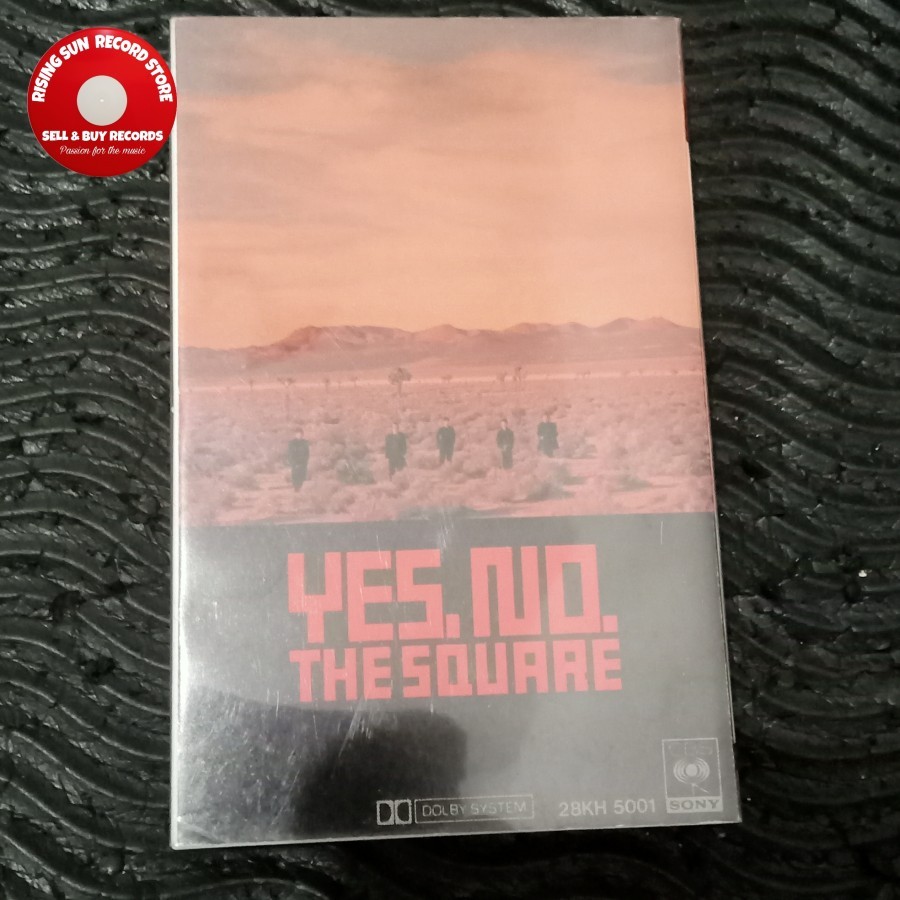 RISING SUN RECORD STORE
SELL & BUY RECORDS
Passion for the music
YES. NO.
THE SQUARE
DOLBY SYSTEM
28KH 5001
CBS
SONY